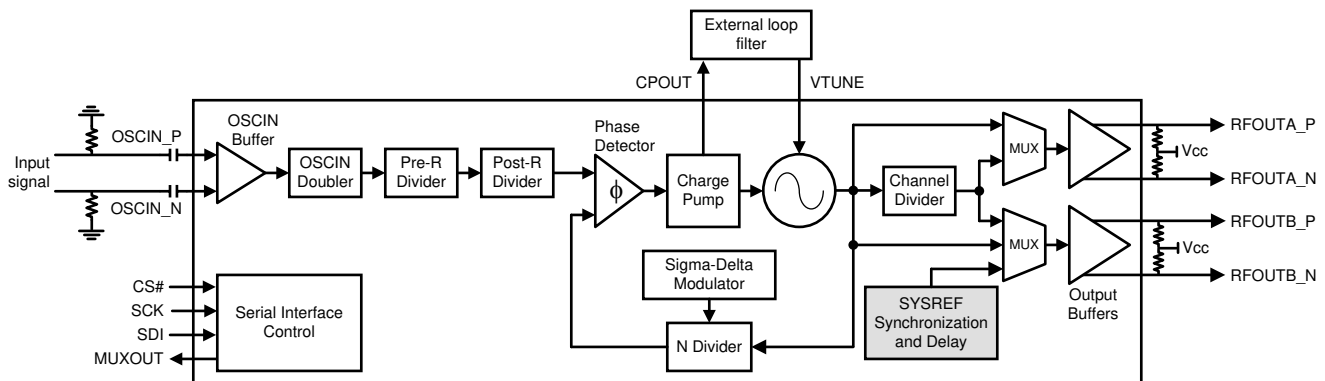 External loop
filter
CPOUT
VTUNE
OSCIN_P
OSCIN
Buffer
Input
signal
OSCIN_N
OSCIN
Doubler
Pre-R
Divider
Post-R
Divider
Phase
Detector
ϕ
Charge
Pump
Channel
Divider
MUX
RFOUTA_P
Vcc
RFOUTA_N
MUX
RFOUTB_P
Vcc
RFOUTB_N
Output
Buffers
Sigma-Delta
Modulator
N Divider
SYSREF
Synchronization
and Delay
CS#
SCK
SDI
MUXOUT
Serial Interface
Control